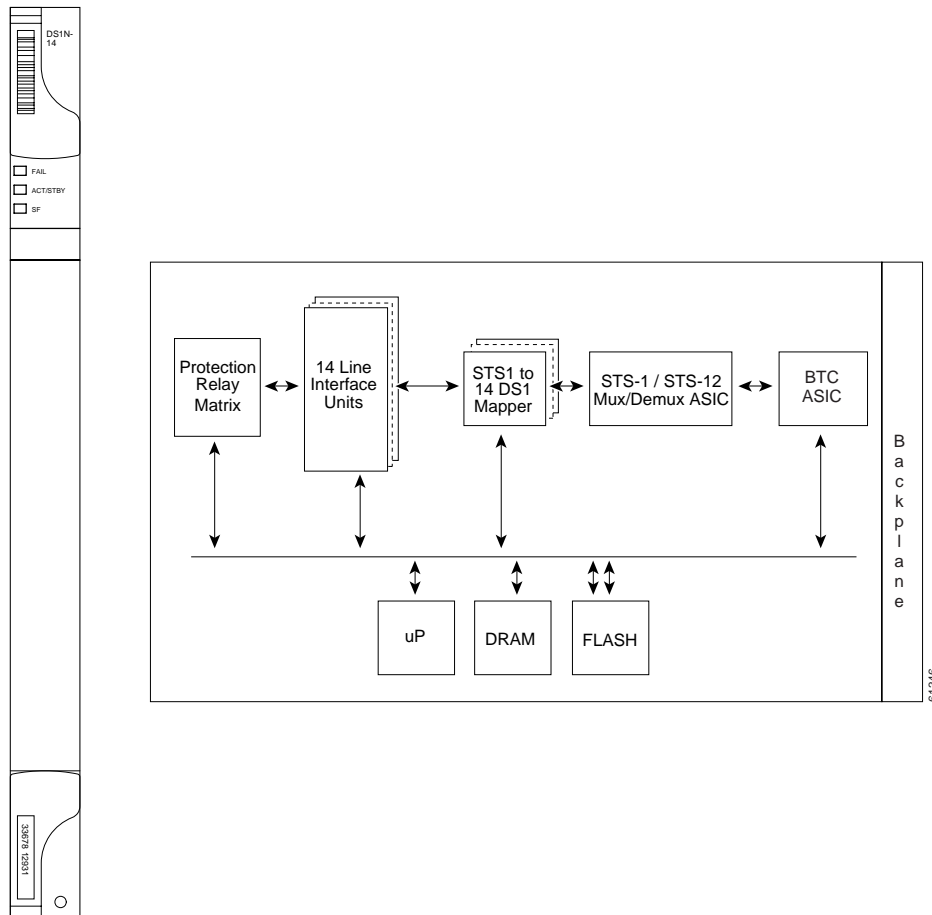 DS1N-
14
FAIL
ACT/STBY
SF
33678 12931
Protection
Relay
Matrix
14 Line
Interface
Units
STS1 to
14 DS1
Mapper
STS-1 / STS-12
Mux/Demux ASIC
BTC
ASIC
uP
DRAM
FLASH
Backplane